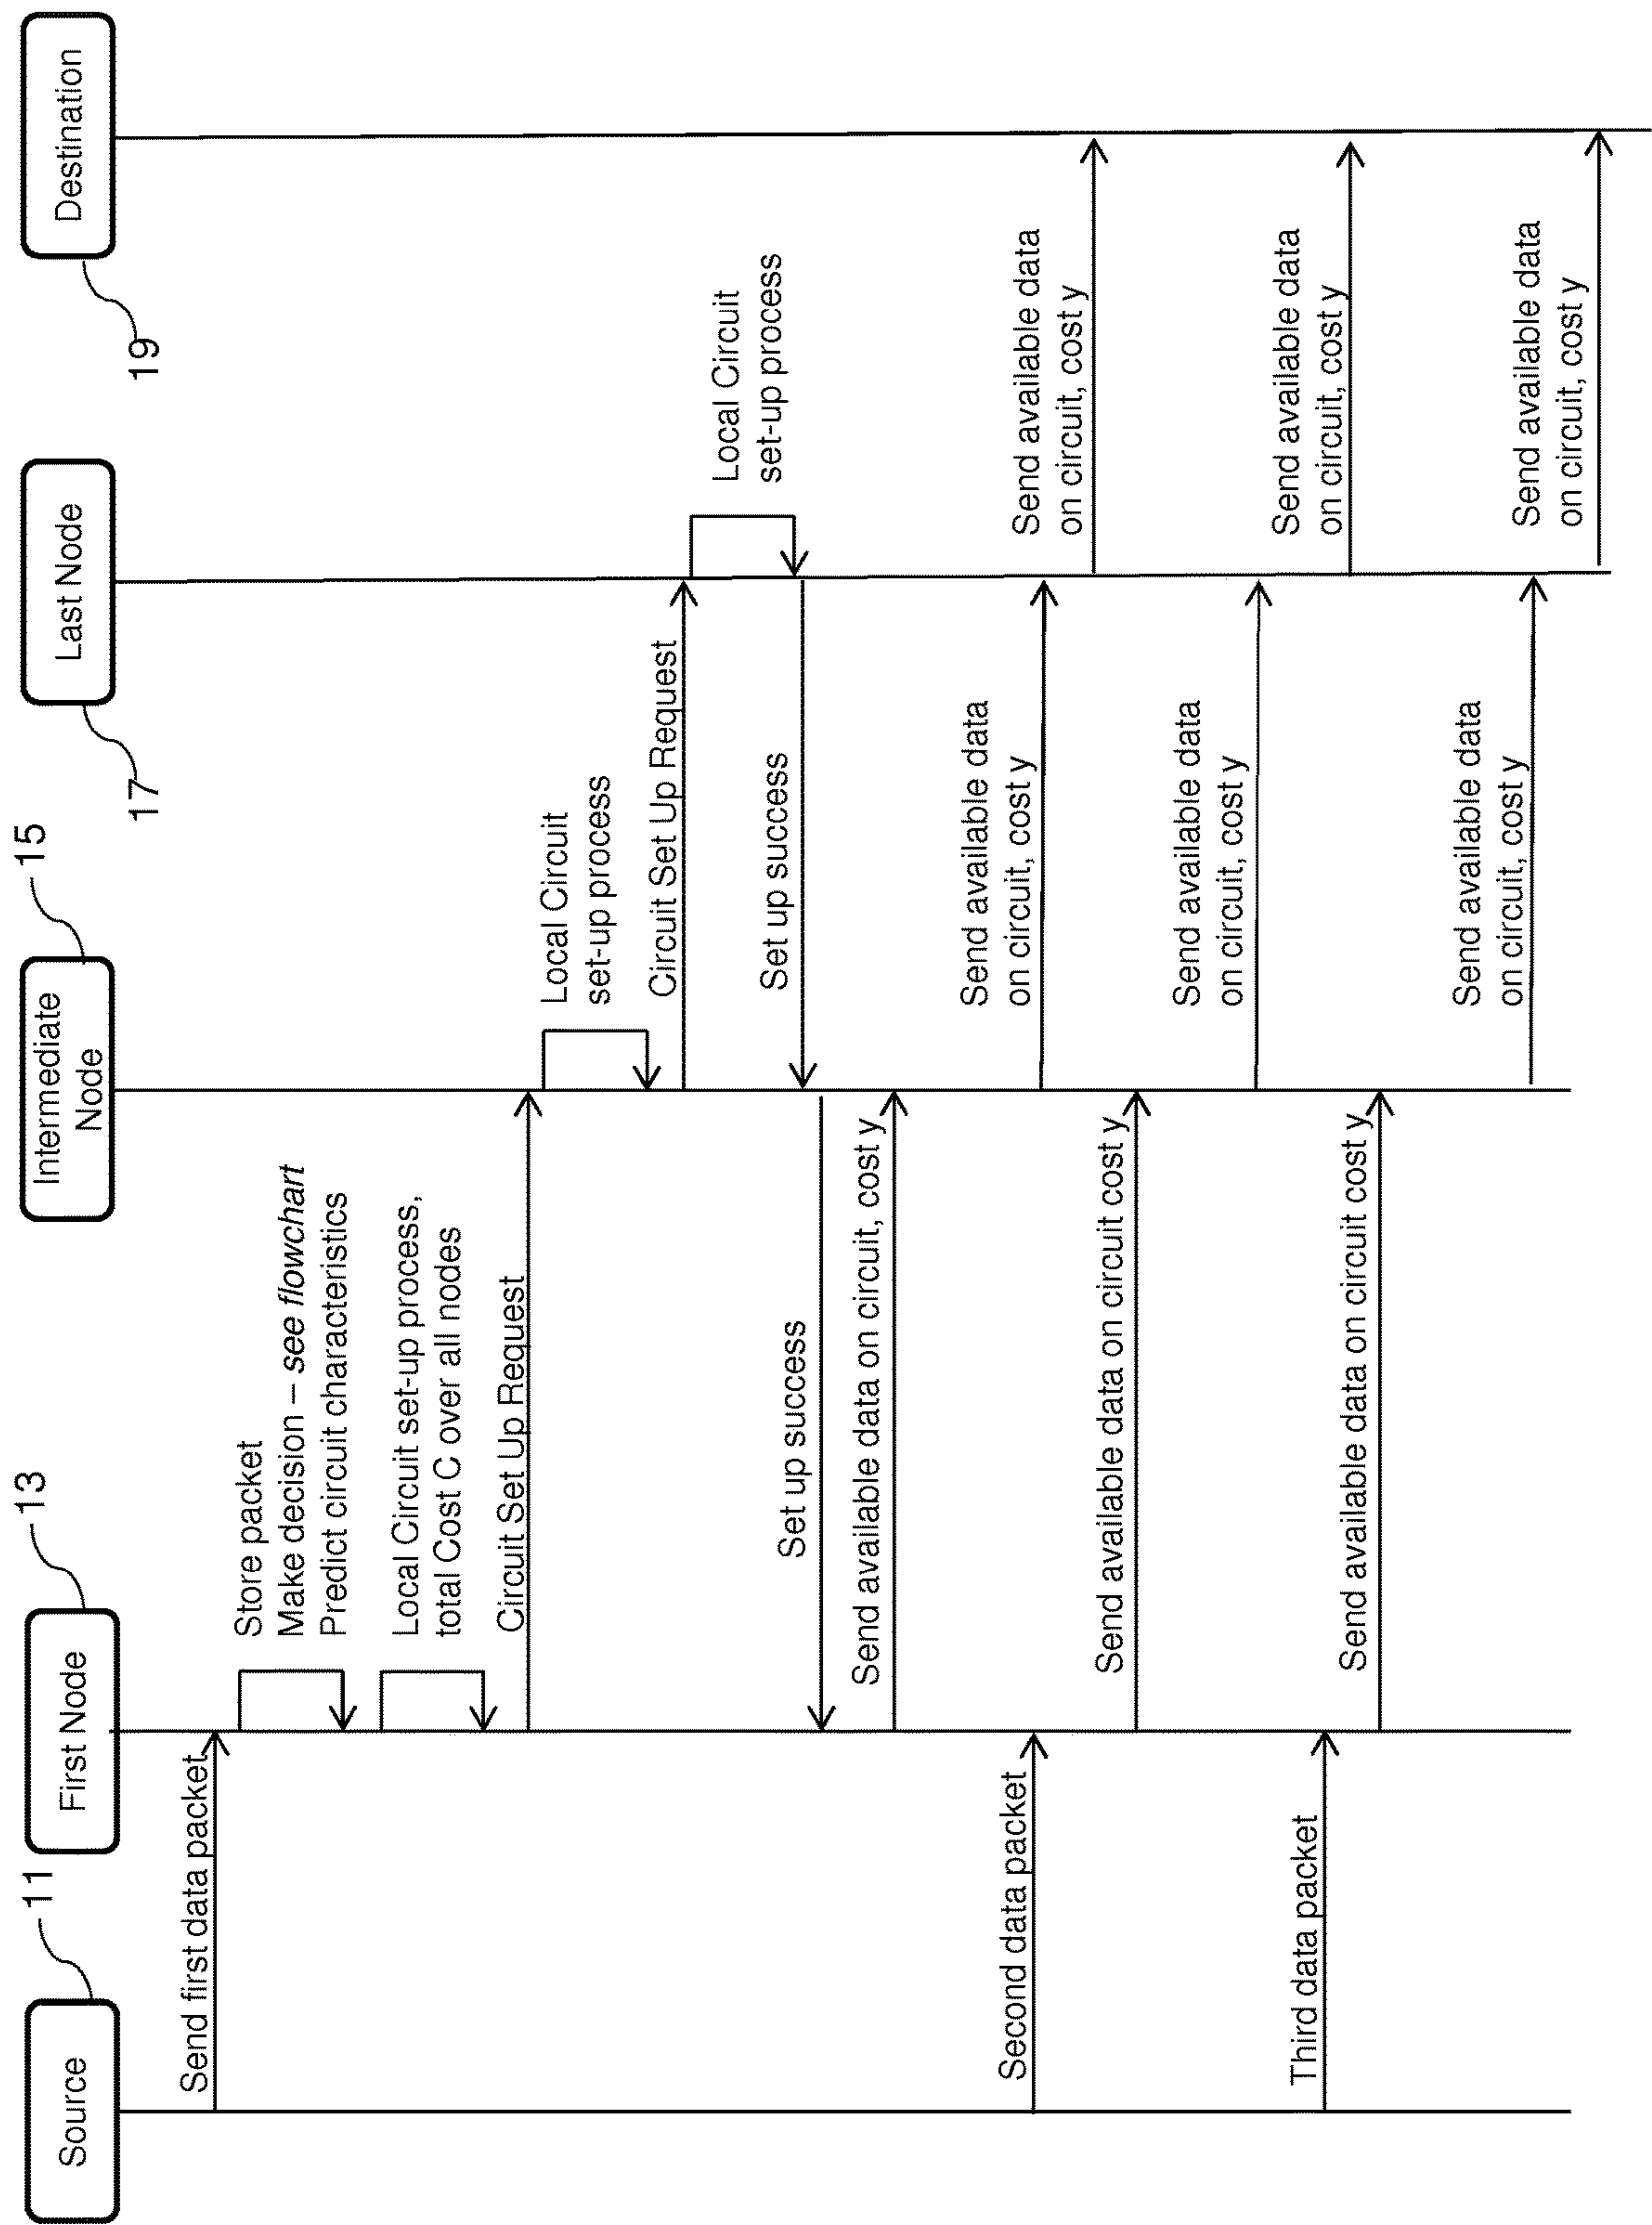 Source
11
First Node
13
Intermediate
Node
15
Last Node
17
Destination
19
Send first data packet
Store packet
Make decision – see flowchart
Predict circuit characteristics
Local Circuit set-up process,
total Cost C over all nodes
Circuit Set Up Request
Local Circuit
set-up process
Circuit Set Up Request
Local Circuit
set-up process
Set up success
Set up success
Send available data on circuit, cost y
Send available data
on circuit, cost y
Send available data
on circuit, cost y
Second data packet
Send available data on circuit cost y
Send available data
on circuit, cost y
Send available data
on circuit, cost y
Third data packet
Send available data on circuit cost y
Send available data
on circuit, cost y
Send available data
on circuit, cost y